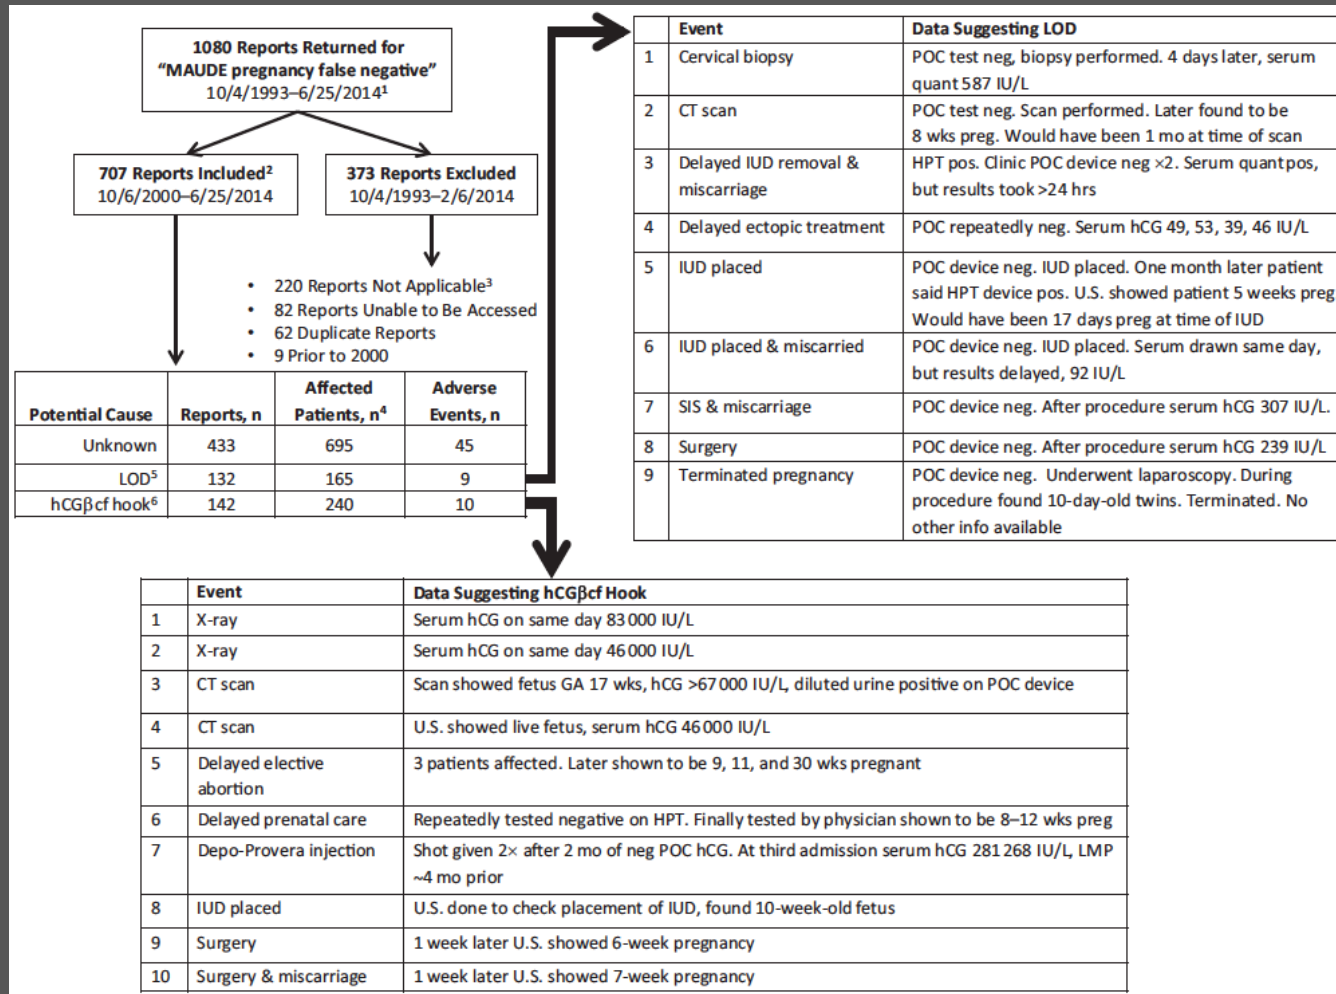 1080 Reports Returned for
“MAUDE pregnancy false negative”
10/4/1993–6/25/2014¹
707 Reports Included²
10/6/2000–6/25/2014
373 Reports Excluded
10/4/1993–2/6/2014
• 220 Reports Not Applicable³
• 82 Reports Unable to Be Accessed
• 62 Duplicate Reports
• 9 Prior to 2000
Potential Cause Reports, n Affected Patients, n⁴ Adverse Events, n
Unknown 433 695 45
LOD⁵ 132 165 9
hCGβcf hook⁶ 142 240 10
Event Data Suggesting LOD
1 Cervical biopsy POC test neg, biopsy performed. 4 days later, serum
quant 587 IU/L
2 CT scan POC test neg. Scan performed. Later found to be
8 wks preg. Would have been 1 mo at time of scan
3 Delayed IUD removal & HPT pos. Clinic POC device neg ×2. Serum quant pos,
miscarriage but results took >24 hrs
4 Delayed ectopic treatment POC repeatedly neg. Serum hCG 49, 53, 39, 46 IU/L
5 IUD placed POC device neg. IUD placed. One month later patient
said HPT device pos. U.S. showed patient 5 weeks preg
Would have been 17 days preg at time of IUD
6 IUD placed & miscarried POC device neg. IUD placed. Serum drawn same day,
but results delayed, 92 IU/L
7 SIS & miscarriage POC device neg. After procedure serum hCG 307 IU/L.
8 Surgery POC device neg. After procedure serum hCG 239 IU/L
9 Terminated pregnancy POC device neg. Underwent laparoscopy. During
procedure found 10-day-old twins. Terminated. No
other info available
Event Data Suggesting hCGβcf Hook
1 X-ray Serum hCG on same day 83 000 IU/L
2 X-ray Serum hCG on same day 46 000 IU/L
3 CT scan Scan showed fetus GA 17 wks, hCG >67 000 IU/L, diluted urine positive on POC device
4 CT scan U.S. showed live fetus, serum hCG 46 000 IU/L
5 Delayed elective 3 patients affected. Later shown to be 9, 11, and 30 wks pregnant
abortion
6 Delayed prenatal care Repeatedly tested negative on HPT. Finally tested by physician shown to be 8–12 wks preg
7 Depo-Provera injection Shot given 2× after 2 mo of neg POC hCG. At third admission serum hCG 281 268 IU/L, LMP
~4 mo prior
8 IUD placed U.S. done to check placement of IUD, found 10-week-old fetus
9 Surgery 1 week later U.S. showed 6-week pregnancy
10 Surgery & miscarriage 1 week later U.S. showed 7-week pregnancy